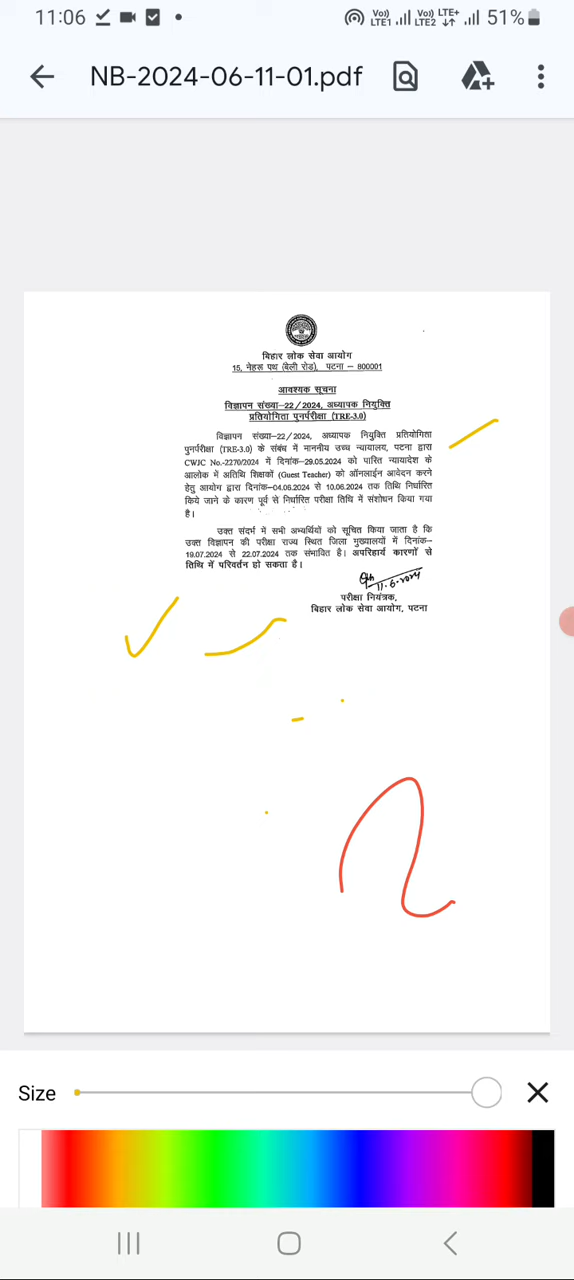 11:06
Vo))
LTE1
Vo)) LTE+
LTE2
51%
NB-2024-06-11-01.pdf
बिहार लोक सेवा आयोग
15, नेहरू पथ (बेली रोड), पटना – 800001
आवश्यक सूचना
विज्ञापन संख्या–22/2024, अध्यापक नियुक्ति
प्रतियोगिता पुनर्परीक्षा (TRE-3.0)
विज्ञापन संख्या–22/2024, अध्यापक नियुक्ति प्रतियोगिता
पुनर्परीक्षा (TRE-3.0) के संबंध में माननीय उच्च न्यायालय, पटना द्वारा
CWJC No.-2270/2024 में दिनांक–29.05.2024 को पारित न्यायादेश के
आलोक में अतिथि शिक्षकों (Guest Teacher) को ऑनलाईन आवेदन करने
हेतु आयोग द्वारा दिनांक–04.06.2024 से 10.06.2024 तक तिथि निर्धारित
किये जाने के कारण पूर्व से निर्धारित परीक्षा तिथि में संशोधन किया गया
है।
उक्त संदर्भ में सभी अभ्यर्थियों को सूचित किया जाता है कि
उक्त विज्ञापन की परीक्षा राज्य स्थित जिला मुख्यालयों में दिनांक–
19.07.2024 से 22.07.2024 तक संभावित है। अपरिहार्य कारणों से
तिथि में परिवर्तन हो सकता है।
11.6.2024
परीक्षा नियंत्रक,
बिहार लोक सेवा आयोग, पटना
Size